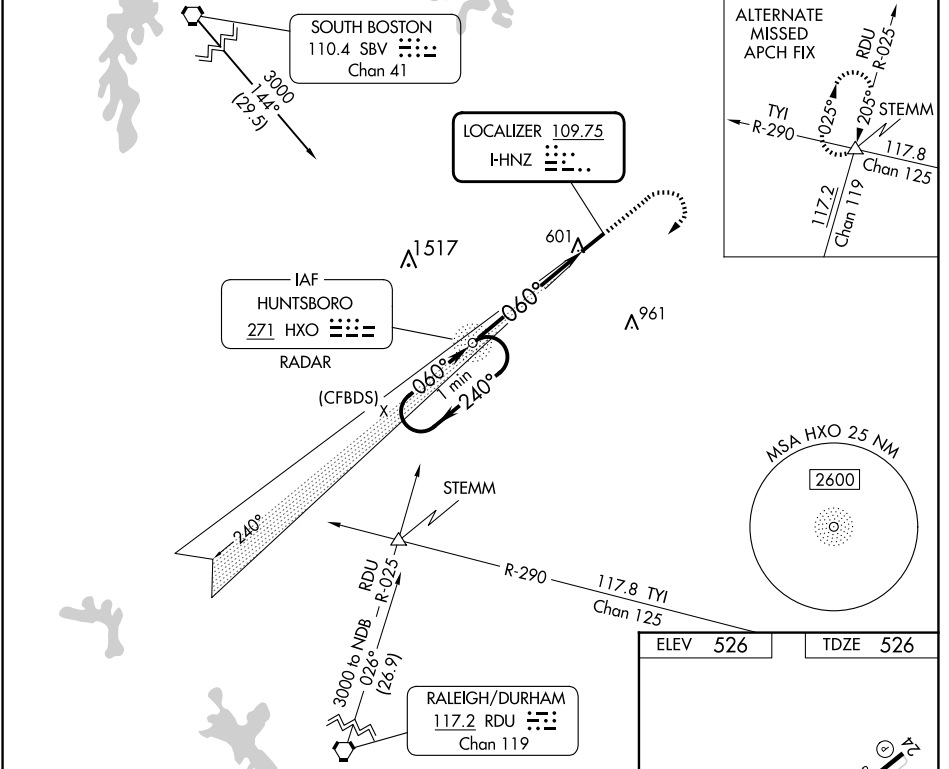 SOUTH BOSTON
110.4 SBV
Chan 41
3000
144°
(29.5)
LOCALIZER 109.75
I-HNZ
ALTERNATE
MISSED
APCH FIX
RDU
R-025
TYI
R-290
025°
205°
STEMM
117.8
Chan 125
117.2
Chan 119
1517
601
961
IAF
HUNTSBORO
271 HXO
RADAR
060°
060°
1 min
240°
(CFBDS)
X
240°
STEMM
MSA HXO 25 NM
2600
R-290
117.8 TYI
Chan 125
RDU
3000 to NDB – R-025
026°
(26.9)
RALEIGH/DURHAM
117.2 RDU
Chan 119
ELEV 526
TDZE 526
P
24